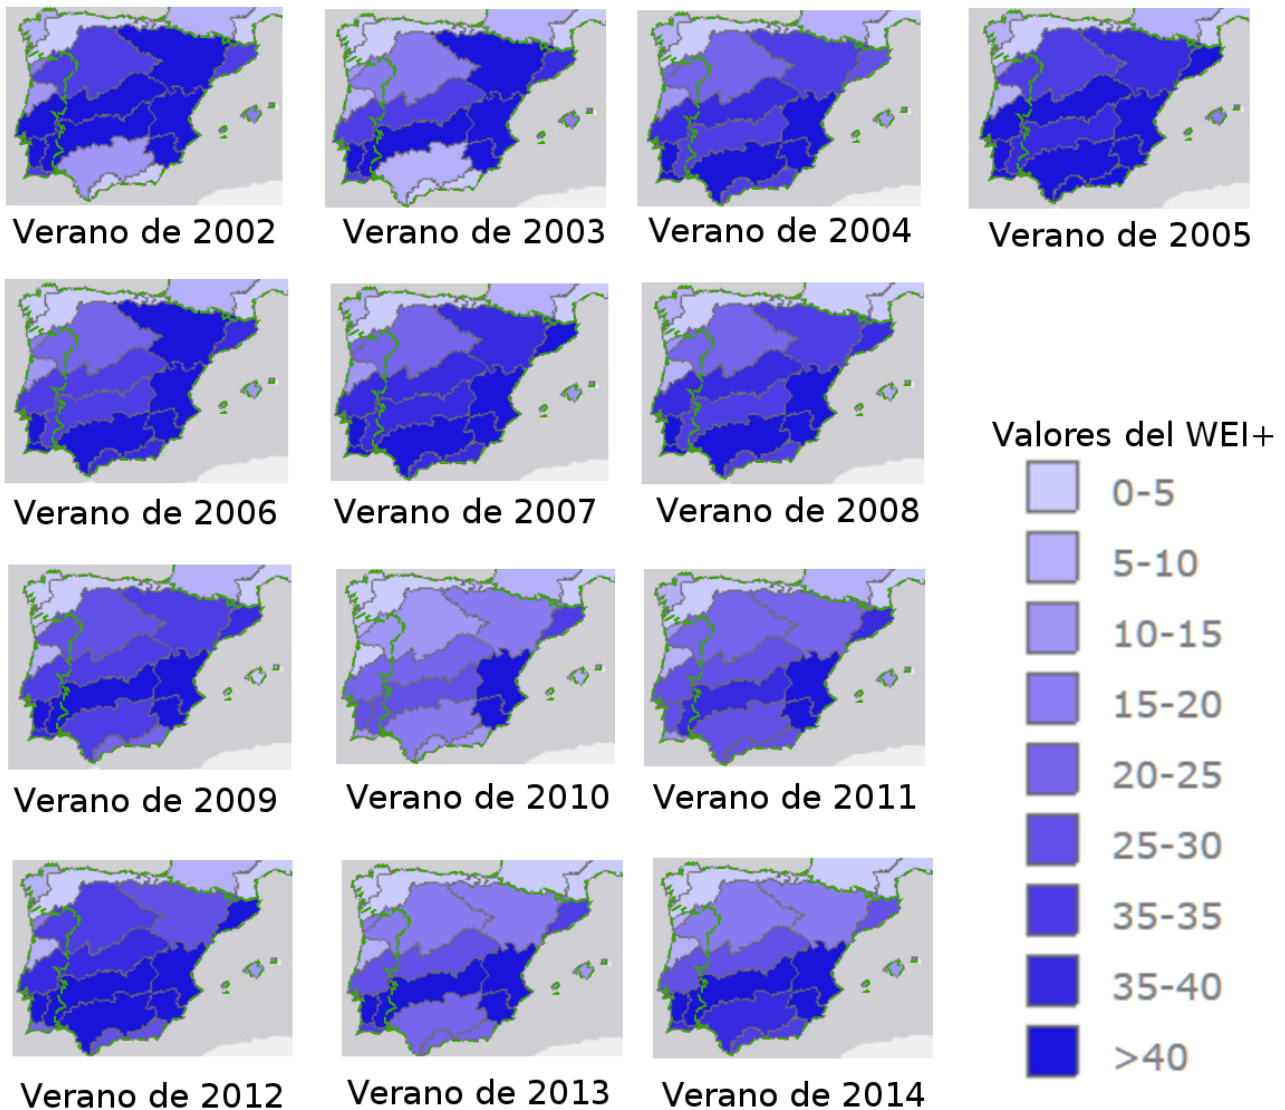 Verano de 2002
Verano de 2003
Verano de 2004
Verano de 2005
Verano de 2006
Verano de 2007
Verano de 2008
Valores del WEI+
0-5
5-10
10-15
15-20
20-25
25-30
35-35
35-40
>40
Verano de 2009
Verano de 2010
Verano de 2011
Verano de 2012
Verano de 2013
Verano de 2014